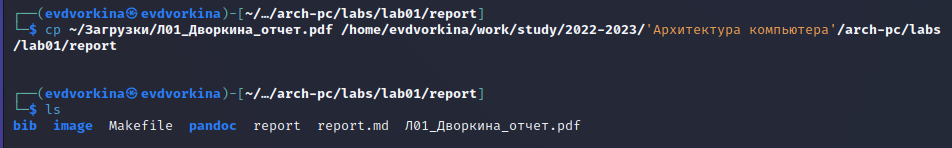 ┌──(evdvorkina㉿evdvorkina)-[~/…/arch-pc/labs/lab01/report]
└─$ cp ~/Загрузки/Л01_Дворкина_отчет.pdf /home/evdvorkina/work/study/2022-2023/'Архитектура компьютера'/arch-pc/labs
/lab01/report
┌──(evdvorkina㉿evdvorkina)-[~/…/arch-pc/labs/lab01/report]
└─$ ls
bib  image  Makefile  pandoc  report  report.md  Л01_Дворкина_отчет.pdf